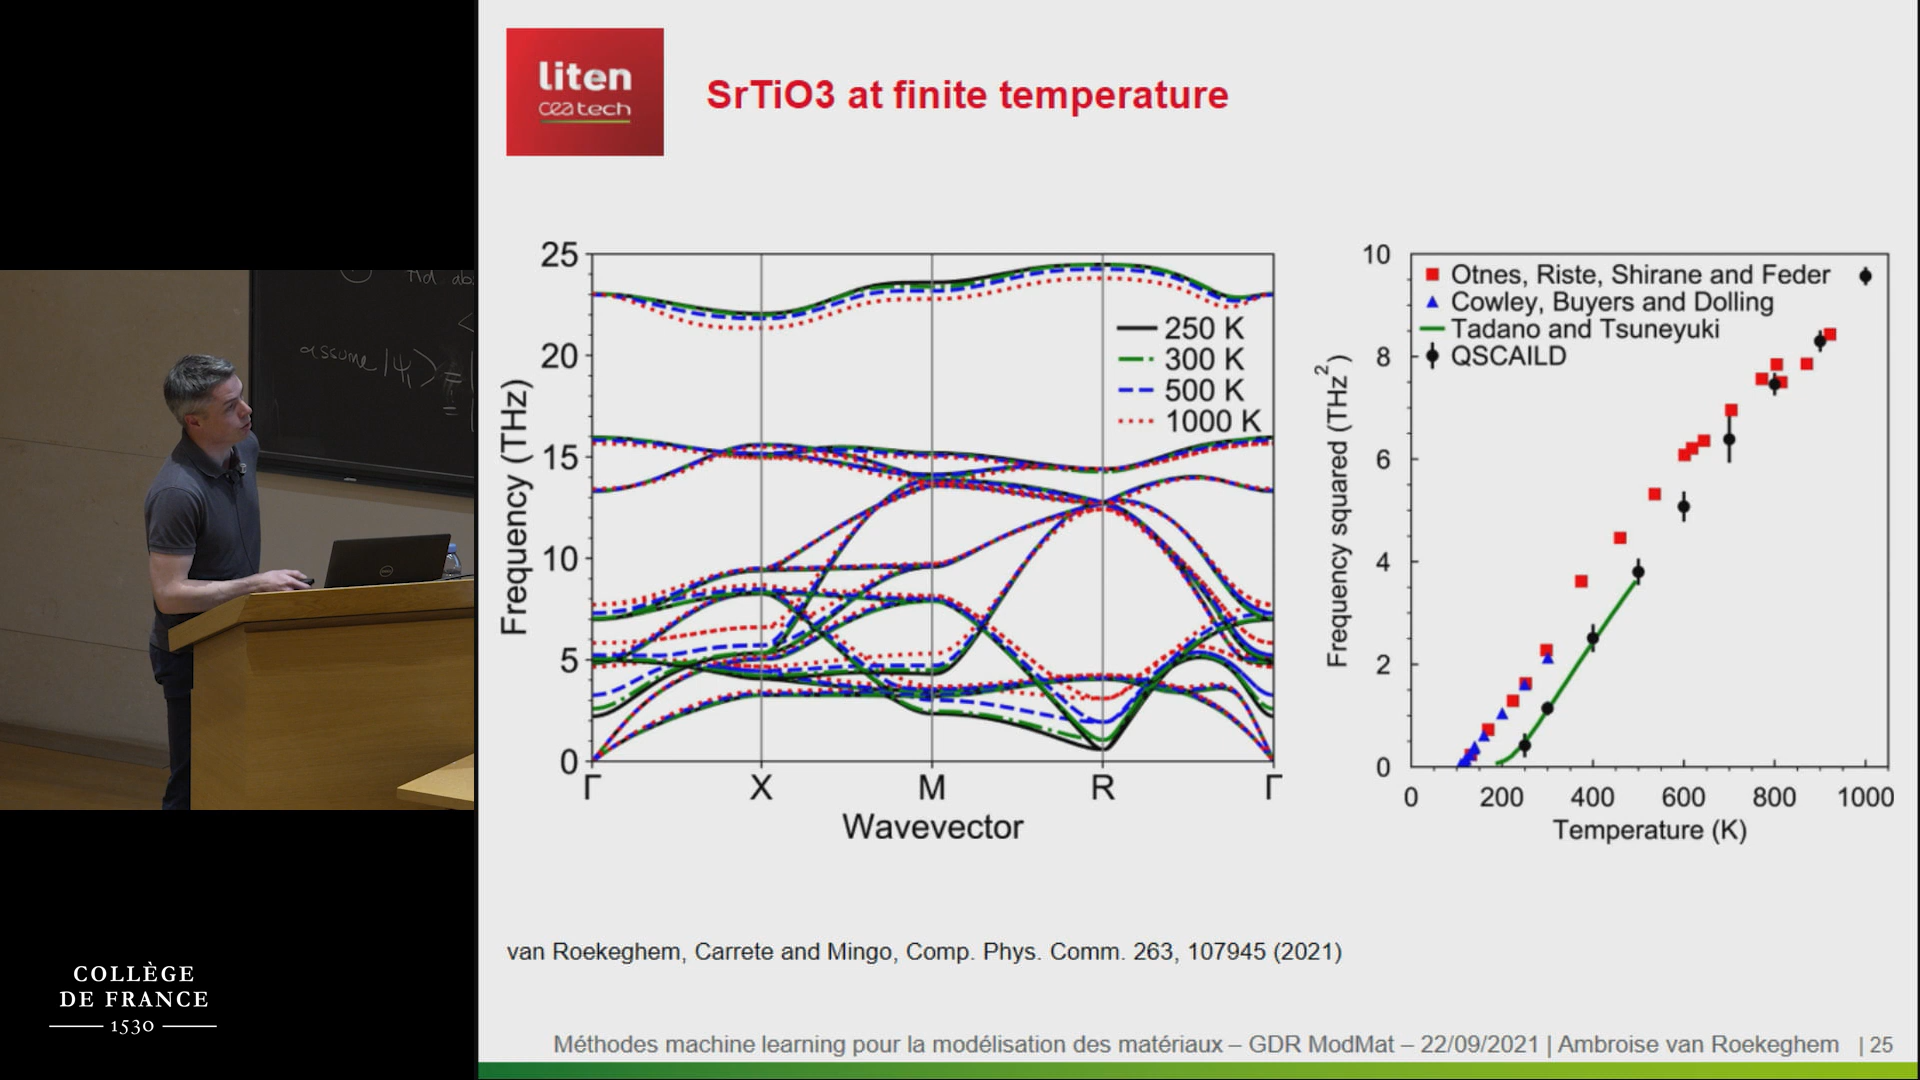 liten
ceatech
SrTiO3 at finite temperature
25
20
15
10
5
0
Frequency (THz)
250 K
300 K
500 K
1000 K
Γ X M R Γ
Wavevector
10
8
6
4
2
0
Frequency squared (THz²)
Otnes, Riste, Shirane and Feder
Cowley, Buyers and Dolling
Tadano and Tsuneyuki
QSCAILD
0 200 400 600 800 1000
Temperature (K)
assume |Ψ
van Roekeghem, Carrete and Mingo, Comp. Phys. Comm. 263, 107945 (2021)
COLLÈGE
DE FRANCE
1530
Méthodes machine learning pour la modélisation des matériaux – GDR ModMat – 22/09/2021 | Ambroise van Roekeghem | 25